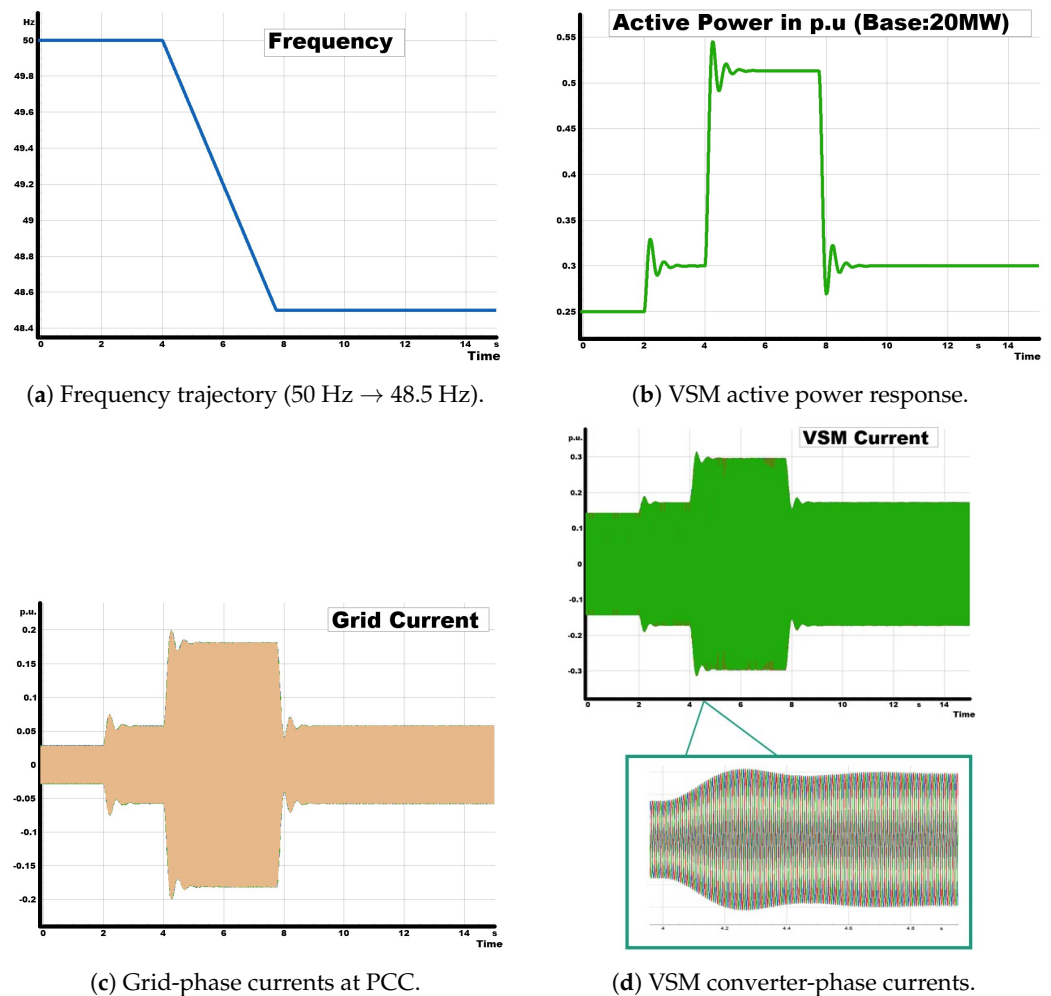 Hz
Frequency
50
49.8
49.6
49.4
49.2
49
48.8
48.6
48.4
0 2 4 6 8 10 12 14 s
Time
(a) Frequency trajectory (50 Hz → 48.5 Hz).
Active Power in p.u (Base:20MW)
0.55
0.5
0.45
0.4
0.35
0.3
0.25
0 2 4 6 8 10 12 s 14
Time
(b) VSM active power response.
p.u.
Grid Current
0.2
0.15
0.1
0.05
0
-0.05
-0.1
-0.15
-0.2
0 2 4 6 8 10 12 14 s
Time
(c) Grid-phase currents at PCC.
p.u.
VSM Current
0.3
0.2
0.1
0
-0.1
-0.2
-0.3
0 2 4 6 8 10 12 s 14
Time
4 4.2 4.4 4.6 4.8 s
(d) VSM converter-phase currents.